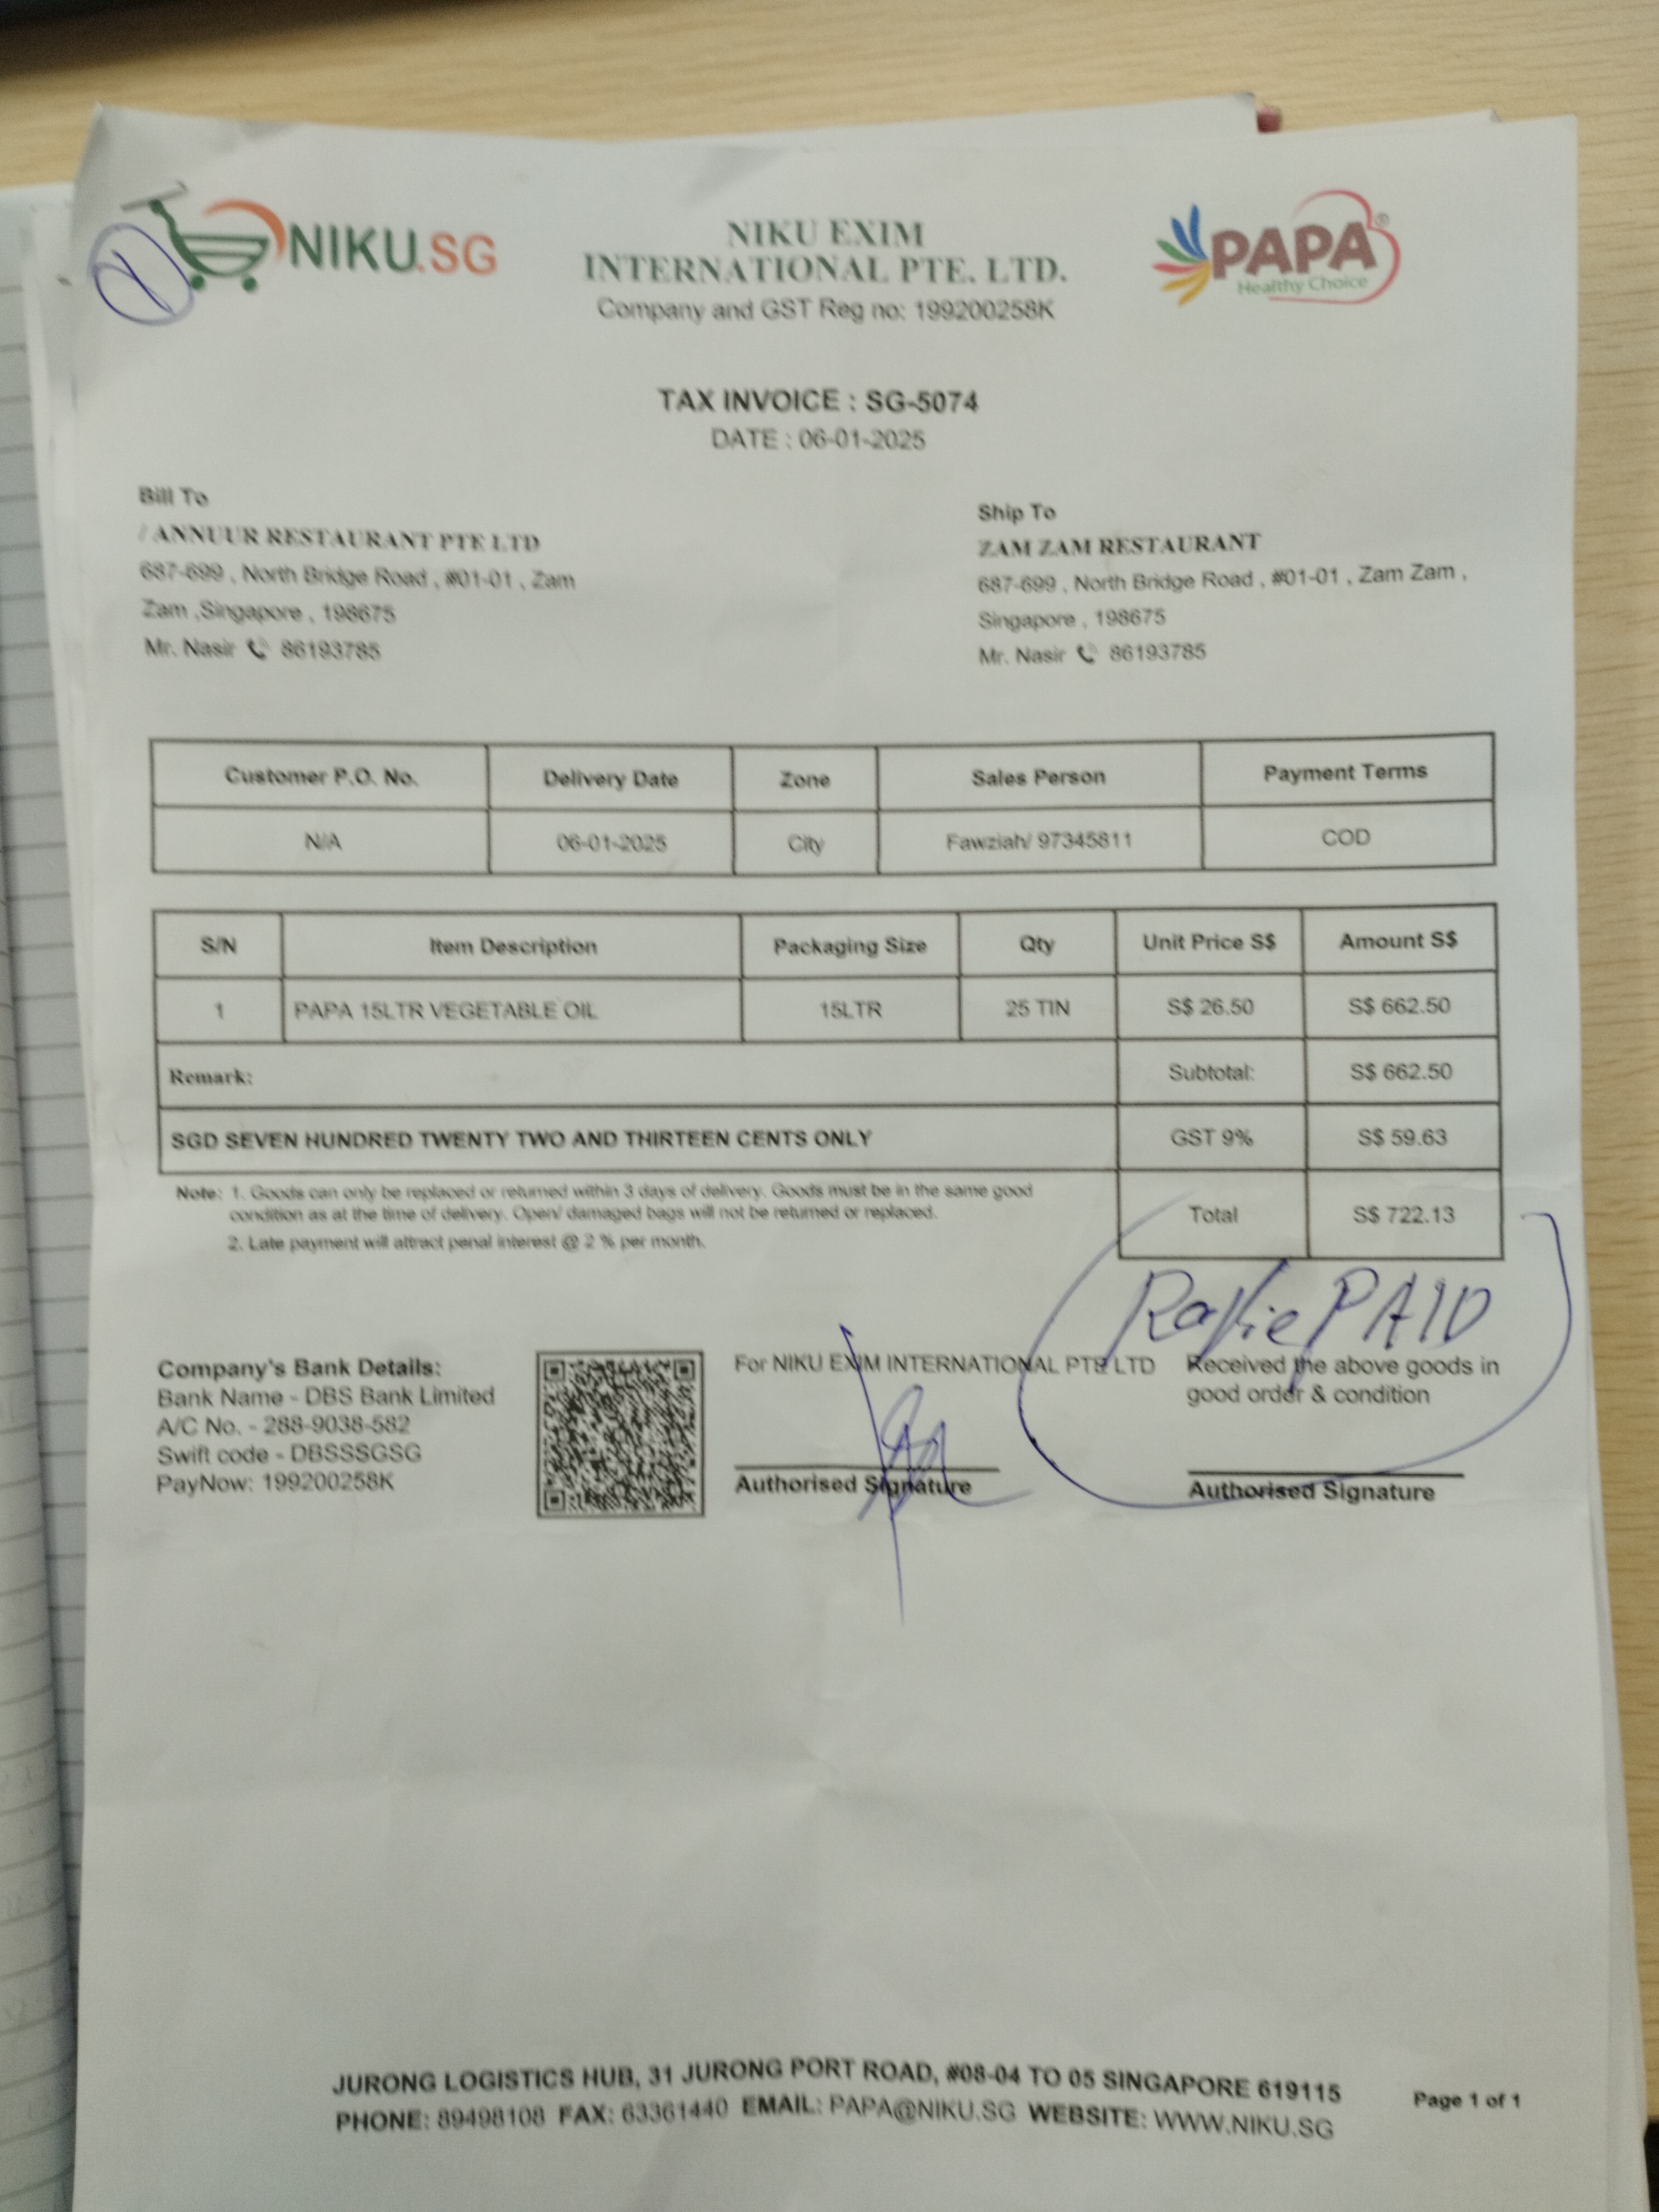 NIKU.SG
NIKU EXIM
INTERNATIONAL PTE. LTD.
Company and GST Reg no: 199200258K
PAPA®
Healthy Choice
TAX INVOICE : SG-5074
DATE : 06-01-2025
Bill To
/ ANNUUR RESTAURANT PTE LTD
687-699 , North Bridge Road , #01-01 , Zam
Zam ,Singapore , 198675
Mr. Nasir 86193785
Ship To
ZAM ZAM RESTAURANT
687-699 , North Bridge Road , #01-01 , Zam Zam ,
Singapore , 198675
Mr. Nasir 86193785
Customer P.O. No. Delivery Date Zone Sales Person Payment Terms
N/A 06-01-2025 City Fawziah/ 97345811 COD
S/N Item Description Packaging Size Qty Unit Price S$ Amount S$
1 PAPA 15LTR VEGETABLE OIL 15LTR 25 TIN S$ 26.50 S$ 662.50
Remark: Subtotal: S$ 662.50
SGD SEVEN HUNDRED TWENTY TWO AND THIRTEEN CENTS ONLY GST 9% S$ 59.63
Total S$ 722.13
Note: 1. Goods can only be replaced or returned within 3 days of delivery. Goods must be in the same good
condition as at the time of delivery. Open/ damaged bags will not be returned or replaced.
2. Late payment will attract penal interest @ 2 % per month.
PAID
Company's Bank Details:
Bank Name - DBS Bank Limited
A/C No. - 288-9038-582
Swift code - DBSSSGSG
PayNow: 199200258K
For NIKU EXIM INTERNATIONAL PTE LTD
Authorised Signature
Received the above goods in
good order & condition
Authorised Signature
JURONG LOGISTICS HUB, 31 JURONG PORT ROAD, #08-04 TO 05 SINGAPORE 619115
PHONE: 89498108 FAX: 63361440 EMAIL: PAPA@NIKU.SG WEBSITE: WWW.NIKU.SG
Page 1 of 1